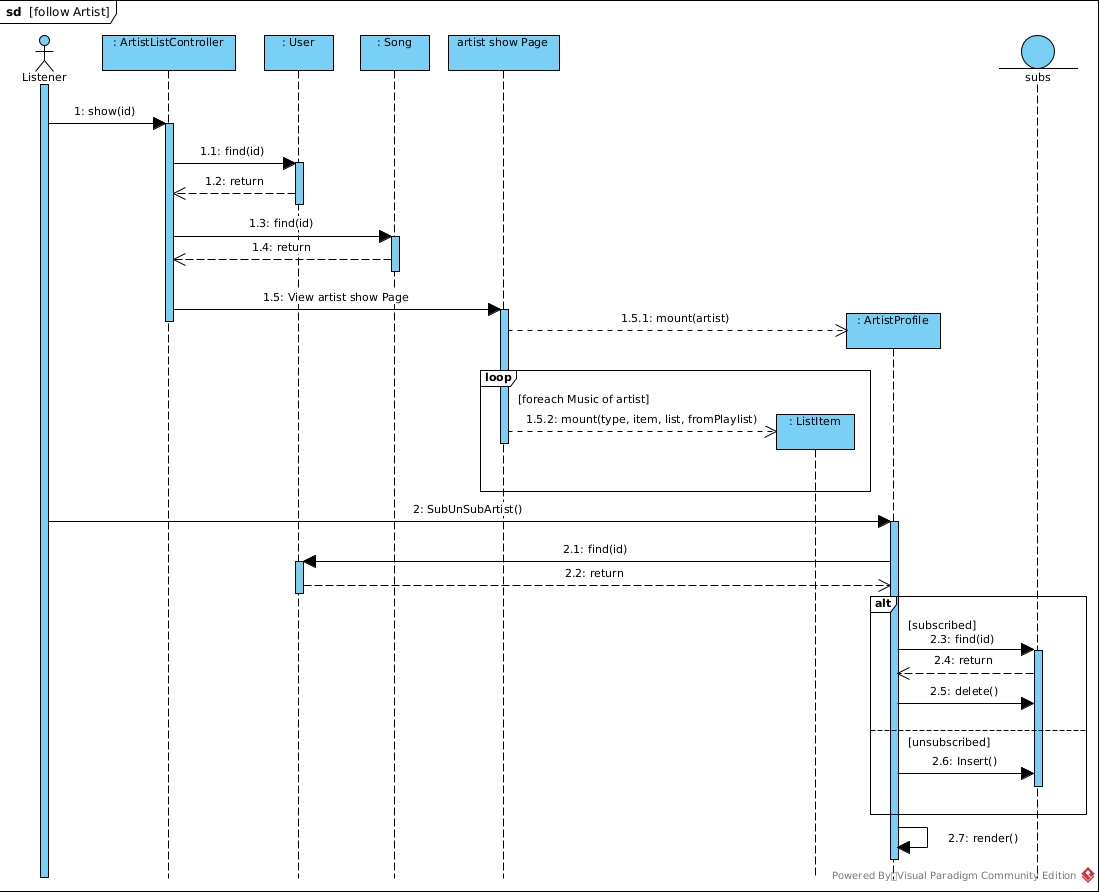 sd [follow Artist]
: ArtistListController
: User
: Song
artist show Page
Listener
subs
1: show(id)
1.1: find(id)
1.2: return
1.3: find(id)
1.4: return
1.5: View artist show Page
1.5.1: mount(artist)
: ArtistProfile
loop
[foreach Music of artist]
1.5.2: mount(type, item, list, fromPlaylist)
: ListItem
2: SubUnSubArtist()
2.1: find(id)
2.2: return
alt
[subscribed]
2.3: find(id)
2.4: return
2.5: delete()
[unsubscribed]
2.6: Insert()
2.7: render()
Powered By Visual Paradigm Community Edition